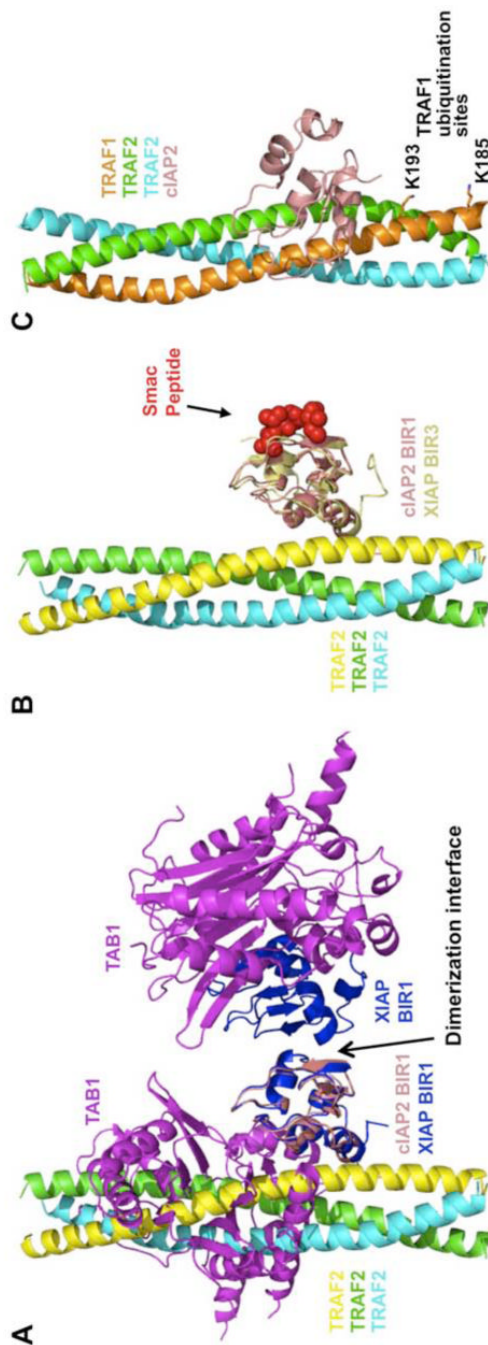 A
TAB1
TAB1
TRAF2
TRAF2
TRAF2
cIAP2 BIR1
XIAP BIR1
XIAP
BIR1
Dimerization interface
B
Smac
Peptide
TRAF2
TRAF2
TRAF2
cIAP2 BIR1
XIAP BIR3
C
TRAF1
TRAF2
TRAF2
cIAP2
K193
TRAF1
ubiquitination
sites
K185